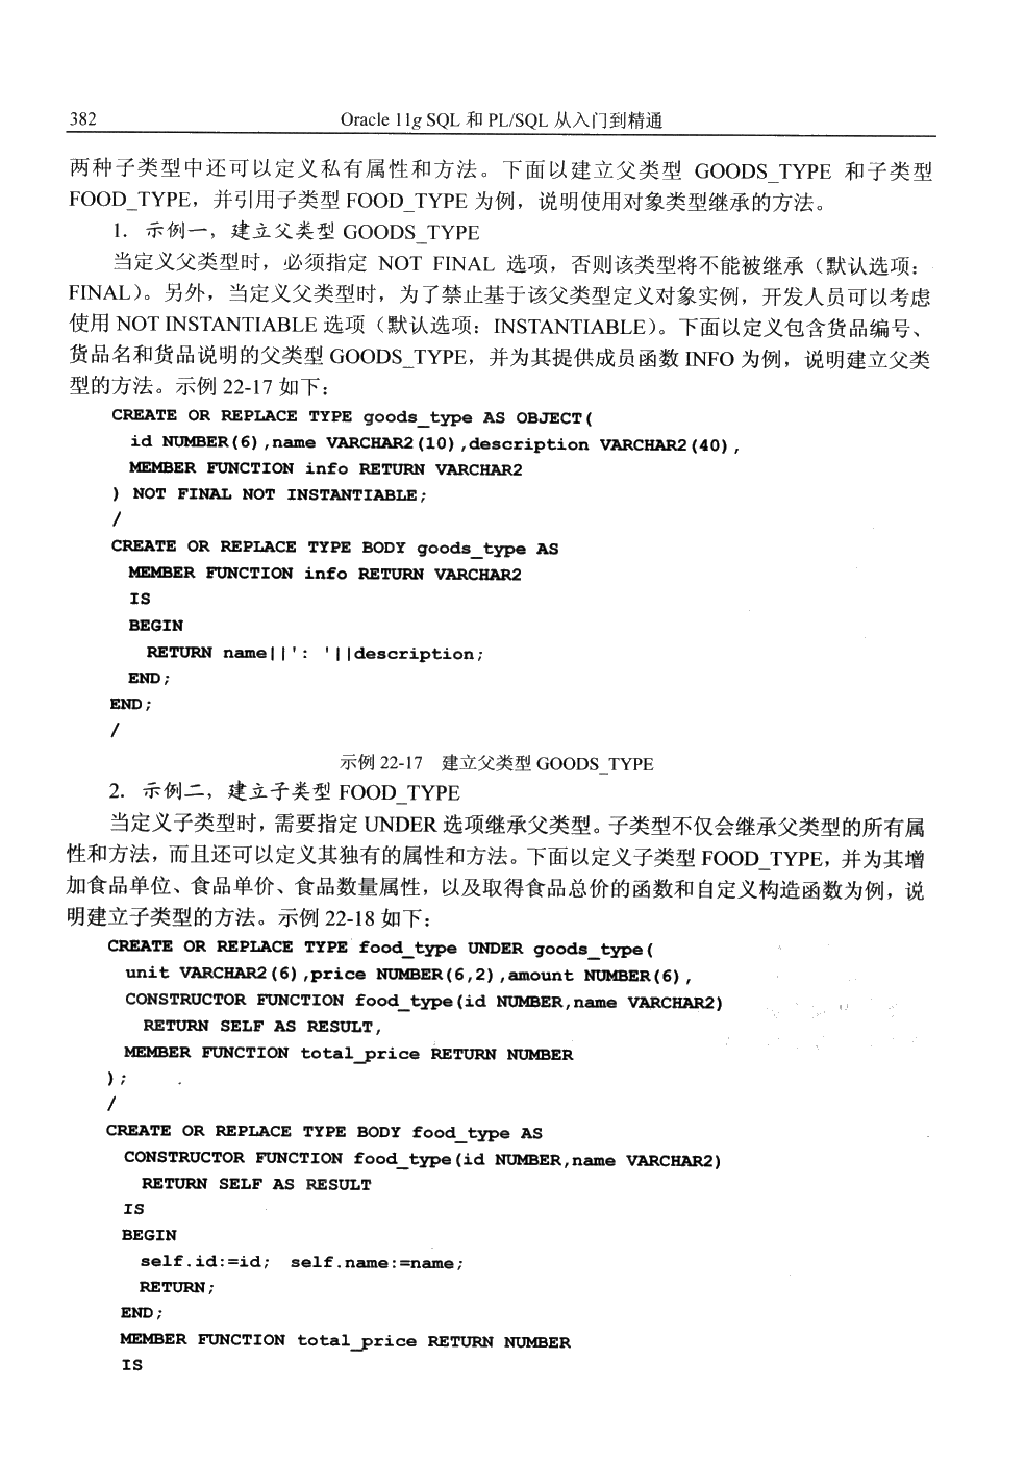 382
Oracle 11g SQL 和 PL/SQL 从入门到精通
两种子类型中还可以定义私有属性和方法。下面以建立父类型 GOODS_TYPE 和子类型
FOOD_TYPE，并引用子类型 FOOD_TYPE 为例，说明使用对象类型继承的方法。
1. 示例一，建立父类型 GOODS_TYPE
当定义父类型时，必须指定 NOT FINAL 选项，否则该类型将不能被继承（默认选项：
FINAL）。另外，当定义父类型时，为了禁止基于该父类型定义对象实例，开发人员可以考虑
使用 NOT INSTANTIABLE 选项（默认选项：INSTANTIABLE）。下面以定义包含货品编号、
货品名和货品说明的父类型 GOODS_TYPE，并为其提供成员函数 INFO 为例，说明建立父类
型的方法。示例 22-17 如下：
CREATE OR REPLACE TYPE goods_type AS OBJECT(
id NUMBER(6),name VARCHAR2(10),description VARCHAR2(40),
MEMBER FUNCTION info RETURN VARCHAR2
) NOT FINAL NOT INSTANTIABLE;
/
CREATE OR REPLACE TYPE BODY goods_type AS
MEMBER FUNCTION info RETURN VARCHAR2
IS
BEGIN
RETURN name||': '||description;
END;
END;
/
示例 22-17 建立父类型 GOODS_TYPE
2. 示例二，建立子类型 FOOD_TYPE
当定义子类型时，需要指定 UNDER 选项继承父类型。子类型不仅会继承父类型的所有属
性和方法，而且还可以定义其独有的属性和方法。下面以定义子类型 FOOD_TYPE，并为其增
加食品单位、食品单价、食品数量属性，以及取得食品总价的函数和自定义构造函数为例，说
明建立子类型的方法。示例 22-18 如下：
CREATE OR REPLACE TYPE food_type UNDER goods_type(
unit VARCHAR2(6),price NUMBER(6,2),amount NUMBER(6),
CONSTRUCTOR FUNCTION food_type(id NUMBER,name VARCHAR2)
RETURN SELF AS RESULT,
MEMBER FUNCTION total_price RETURN NUMBER
);
/
CREATE OR REPLACE TYPE BODY food_type AS
CONSTRUCTOR FUNCTION food_type(id NUMBER,name VARCHAR2)
RETURN SELF AS RESULT
IS
BEGIN
self.id:=id; self.name:=name;
RETURN;
END;
MEMBER FUNCTION total_price RETURN NUMBER
IS